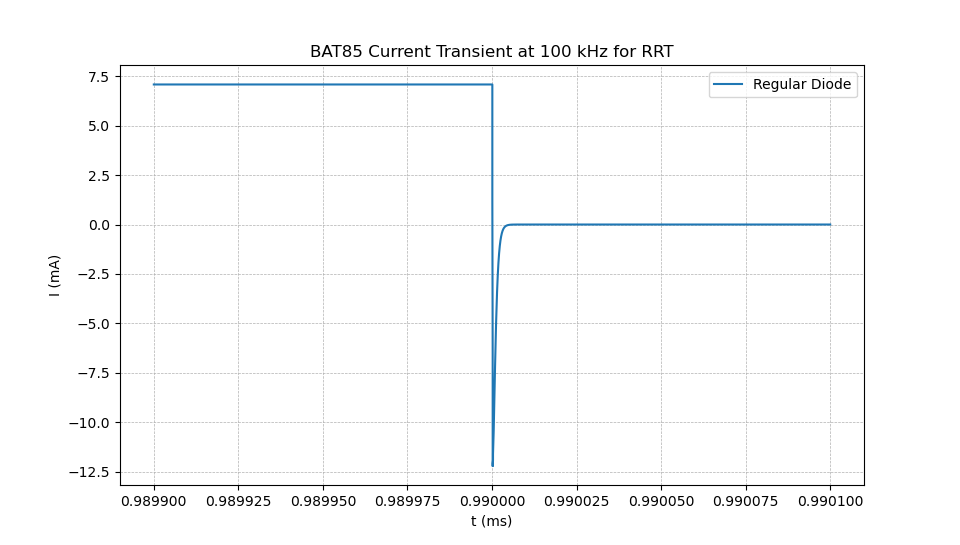 BAT85 Current Transient at 100 kHz for RRT
Regular Diode
7.5
5.0
2.5
0.0
−2.5
−5.0
−7.5
−10.0
−12.5
I (mA)
0.989900 0.989925 0.989950 0.989975 0.990000 0.990025 0.990050 0.990075 0.990100
t (ms)